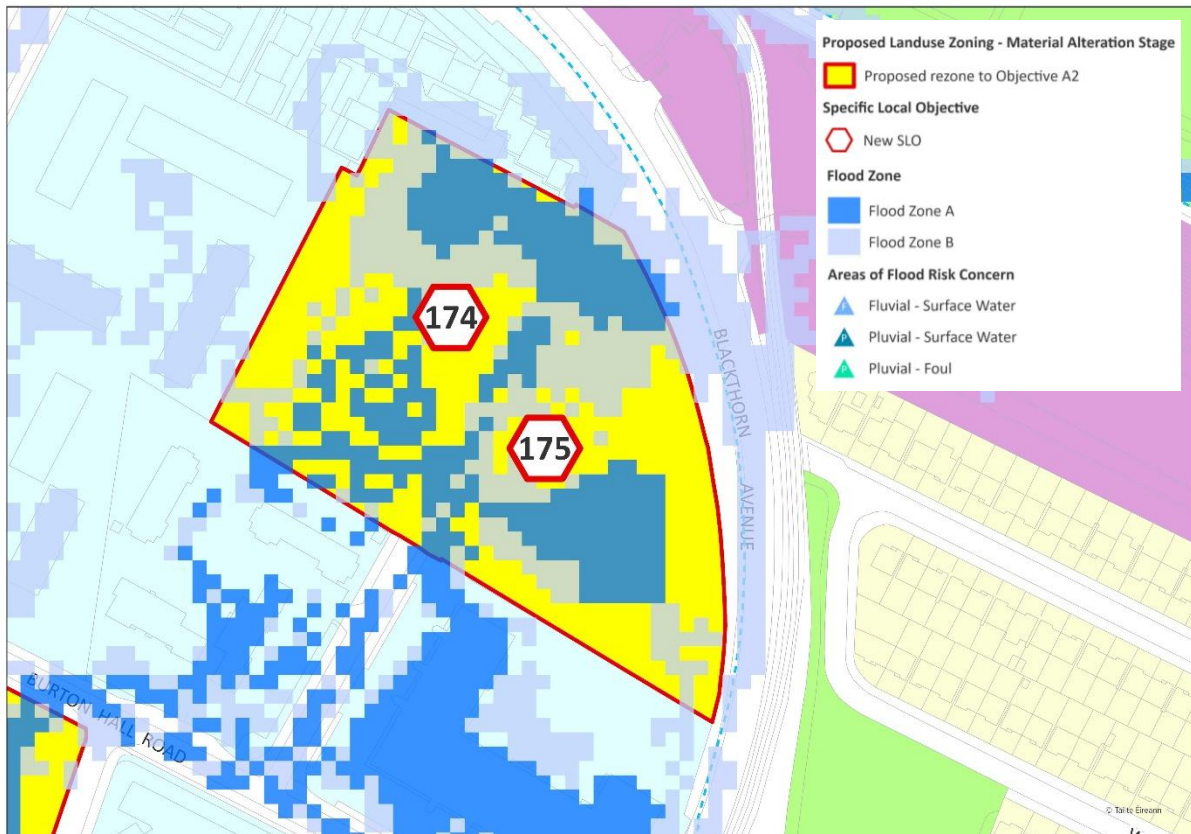 Proposed Landuse Zoning - Material Alteration Stage
Proposed rezone to Objective A2
Specific Local Objective
New SLO
Flood Zone
Flood Zone A
Flood Zone B
Areas of Flood Risk Concern
F Fluvial - Surface Water
P Pluvial - Surface Water
P Pluvial - Foul
174
175
BLACKTHORN
AVENUE
BURTON HALL ROAD
© Tailte Éireann